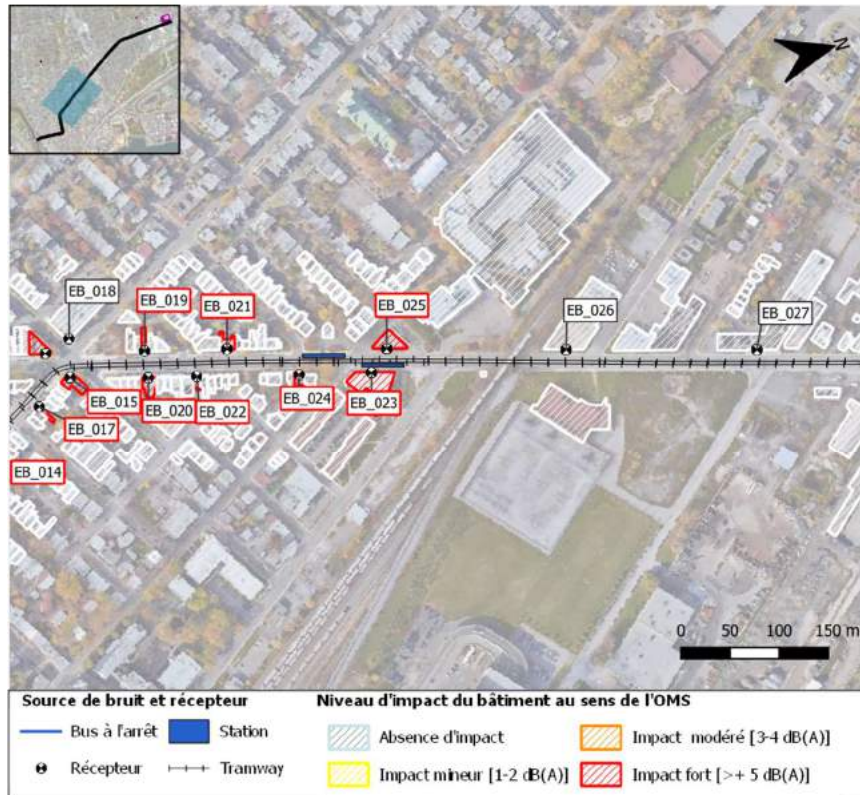 N
EB_018
EB_019
EB_021
EB_025
EB_026
EB_027
EB_015
EB_020
EB_022
EB_024
EB_023
EB_017
EB_014
0 50 100 150 m
Source de bruit et récepteur
Bus à l'arrêt
Station
Récepteur
Tramway
Niveau d'impact du bâtiment au sens de l'OMS
Absence d'impact
Impact modéré [3-4 dB(A)]
Impact mineur [1-2 dB(A)]
Impact fort [>+ 5 dB(A)]